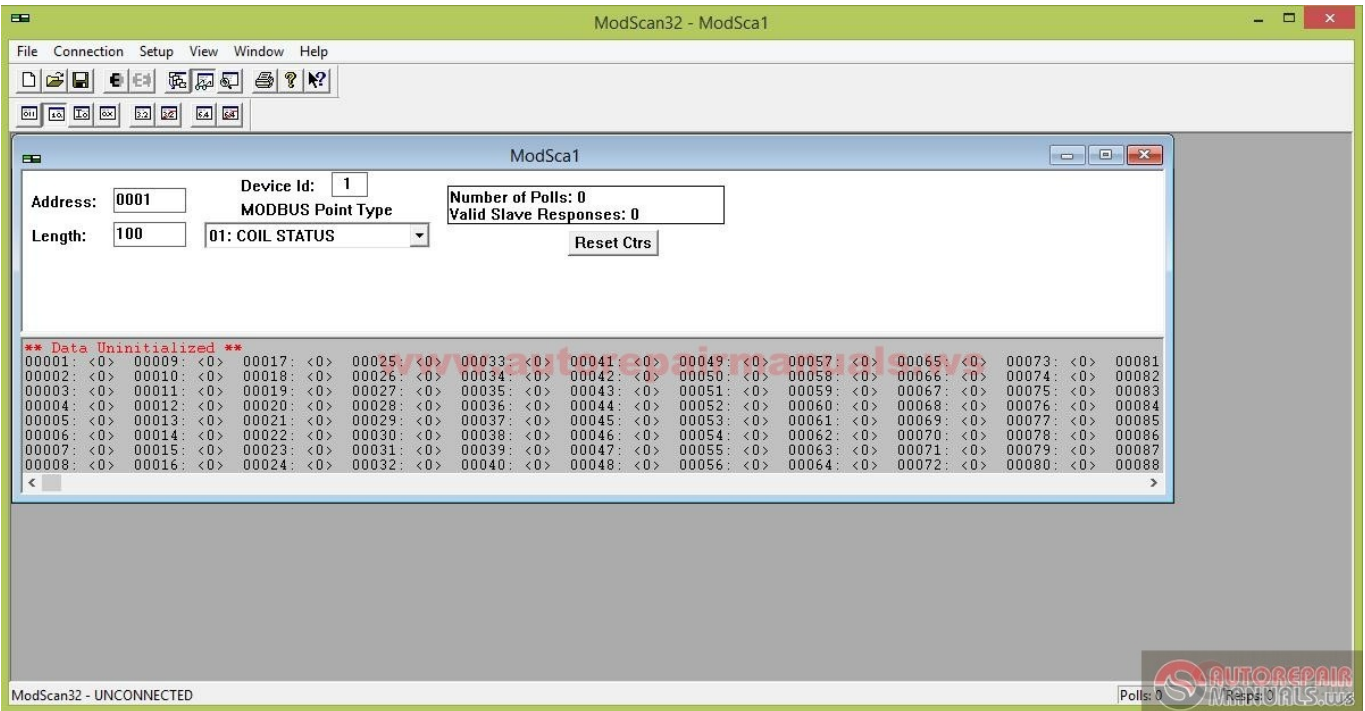 ModScan32 - ModSca1
File Connection Setup View Window Help
ModSca1
Address: 0001
Device Id: 1
MODBUS Point Type
Length: 100
01: COIL STATUS
Number of Polls: 0
Valid Slave Responses: 0
Reset Ctrs
** Data Uninitialized **
00001: <0> 00009: <0> 00017: <0> 00025: <0> 00033: <0> 00041: <0> 00049: <0> 00057: <0> 00065: <0> 00073: <0> 00081
00002: <0> 00010: <0> 00018: <0> 00026: <0> 00034: <0> 00042: <0> 00050: <0> 00058: <0> 00066: <0> 00074: <0> 00082
00003: <0> 00011: <0> 00019: <0> 00027: <0> 00035: <0> 00043: <0> 00051: <0> 00059: <0> 00067: <0> 00075: <0> 00083
00004: <0> 00012: <0> 00020: <0> 00028: <0> 00036: <0> 00044: <0> 00052: <0> 00060: <0> 00068: <0> 00076: <0> 00084
00005: <0> 00013: <0> 00021: <0> 00029: <0> 00037: <0> 00045: <0> 00053: <0> 00061: <0> 00069: <0> 00077: <0> 00085
00006: <0> 00014: <0> 00022: <0> 00030: <0> 00038: <0> 00046: <0> 00054: <0> 00062: <0> 00070: <0> 00078: <0> 00086
00007: <0> 00015: <0> 00023: <0> 00031: <0> 00039: <0> 00047: <0> 00055: <0> 00063: <0> 00071: <0> 00079: <0> 00087
00008: <0> 00016: <0> 00024: <0> 00032: <0> 00040: <0> 00048: <0> 00056: <0> 00064: <0> 00072: <0> 00080: <0> 00088
www.autorepairmanuals.ws
ModScan32 - UNCONNECTED
Polls: 0
Resps: 0
AUTOREPAIR
MANUALS.ws